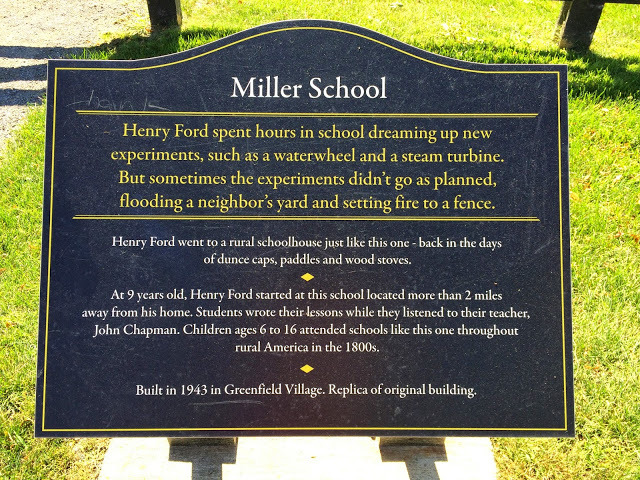 Miller School
Henry Ford spent hours in school dreaming up new
experiments, such as a waterwheel and a steam turbine.
But sometimes the experiments didn't go as planned,
flooding a neighbor's yard and setting fire to a fence.
Henry Ford went to a rural schoolhouse just like this one - back in the days
of dunce caps, paddles and wood stoves.
At 9 years old, Henry Ford started at this school located more than 2 miles
away from his home. Students wrote their lessons while they listened to their teacher,
John Chapman. Children ages 6 to 16 attended schools like this one throughout
rural America in the 1800s.
Built in 1943 in Greenfield Village. Replica of original building.